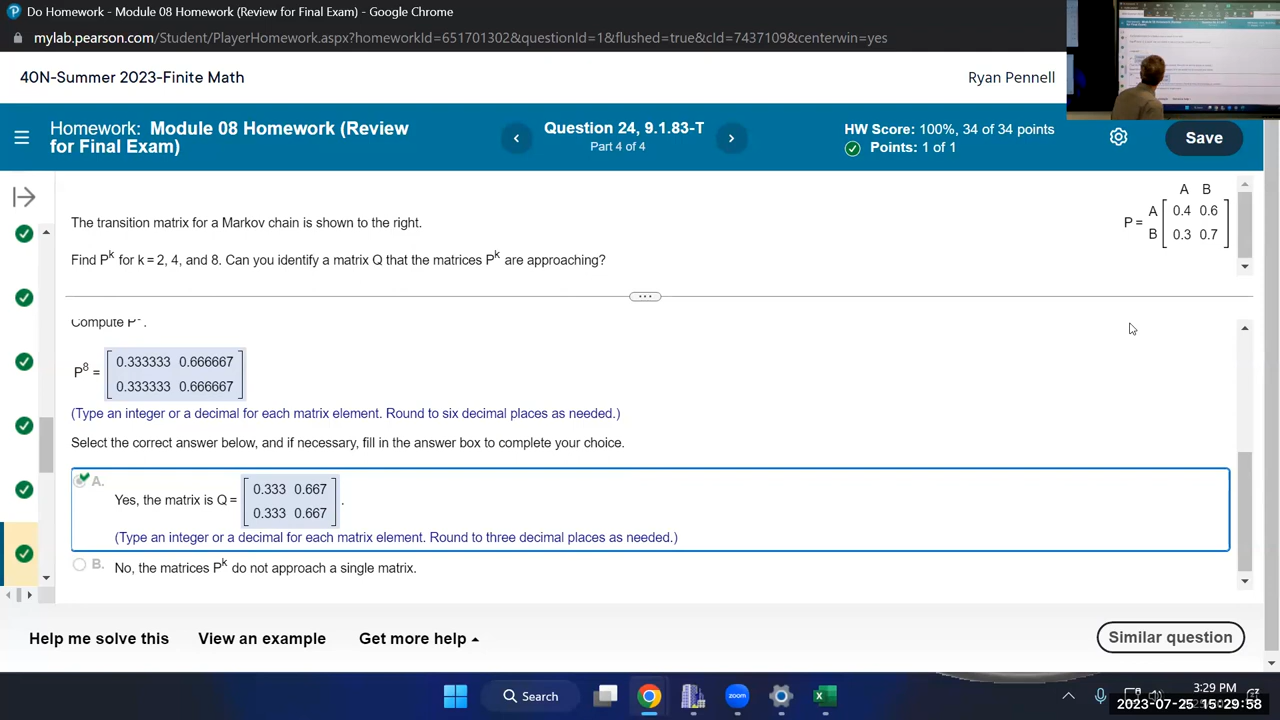 Do Homework - Module 08 Homework (Review for Final Exam) - Google Chrome
mylab.pearson.com/Student/PlayerHomework.aspx?homeworkId=
=1&flushed=true&cld=7437199&centerwin=yes
40N-Summer 2023-Finite Math
Ryan Pennell
Homework: Module 08 Homework (Review for Final Exam)
Question 24, 9.1.83-T
Part 4 of 4
HW Score: 100%, 34 of 34 points
Points: 1 of 1
Save
The transition matrix for a Markov chain is shown to the right.
Find P^k for k = 2, 4, and 8. Can you identify a matrix Q that the matrices P^k are approaching?
A B
A 0.4 0.6
P =
B 0.3 0.7
Compute P
0.333333 0.666667
P^8 =
0.333333 0.666667
(Type an integer or a decimal for each matrix element. Round to six decimal places as needed.)
Select the correct answer below, and if necessary, fill in the answer box to complete your choice.
A.
0.333 0.667
Yes, the matrix is Q = .
0.333 0.667
(Type an integer or a decimal for each matrix element. Round to three decimal places as needed.)
B. No, the matrices P^k do not approach a single matrix.
Help me solve this
View an example
Get more help
Similar question
Search
zoom
3:29 PM
2023-07-25 15:29:58